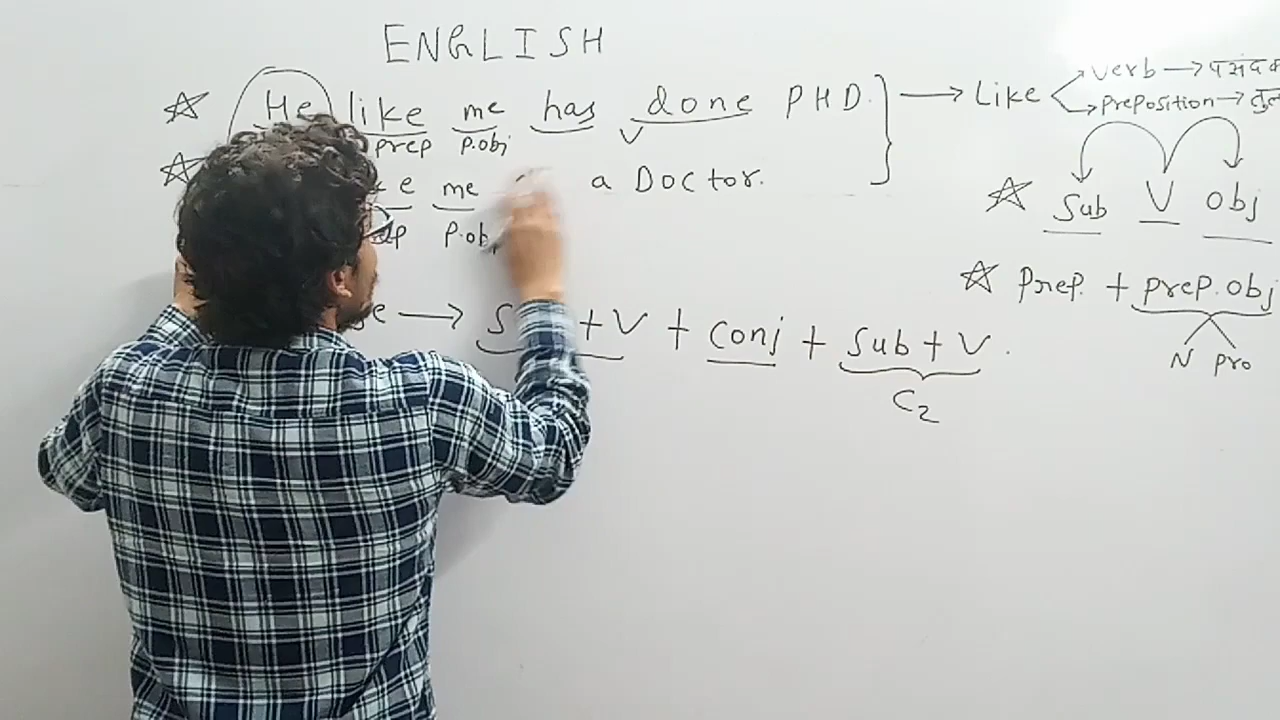 ENGLISH
He like me has done PHD. → Like
verb →
PrePosition →
prep P.obj V
me a Doctor.
P.ob
Sub V Obj
Prep. + prep.obj
N pro
→ + V + Conj + Sub + V.
C2